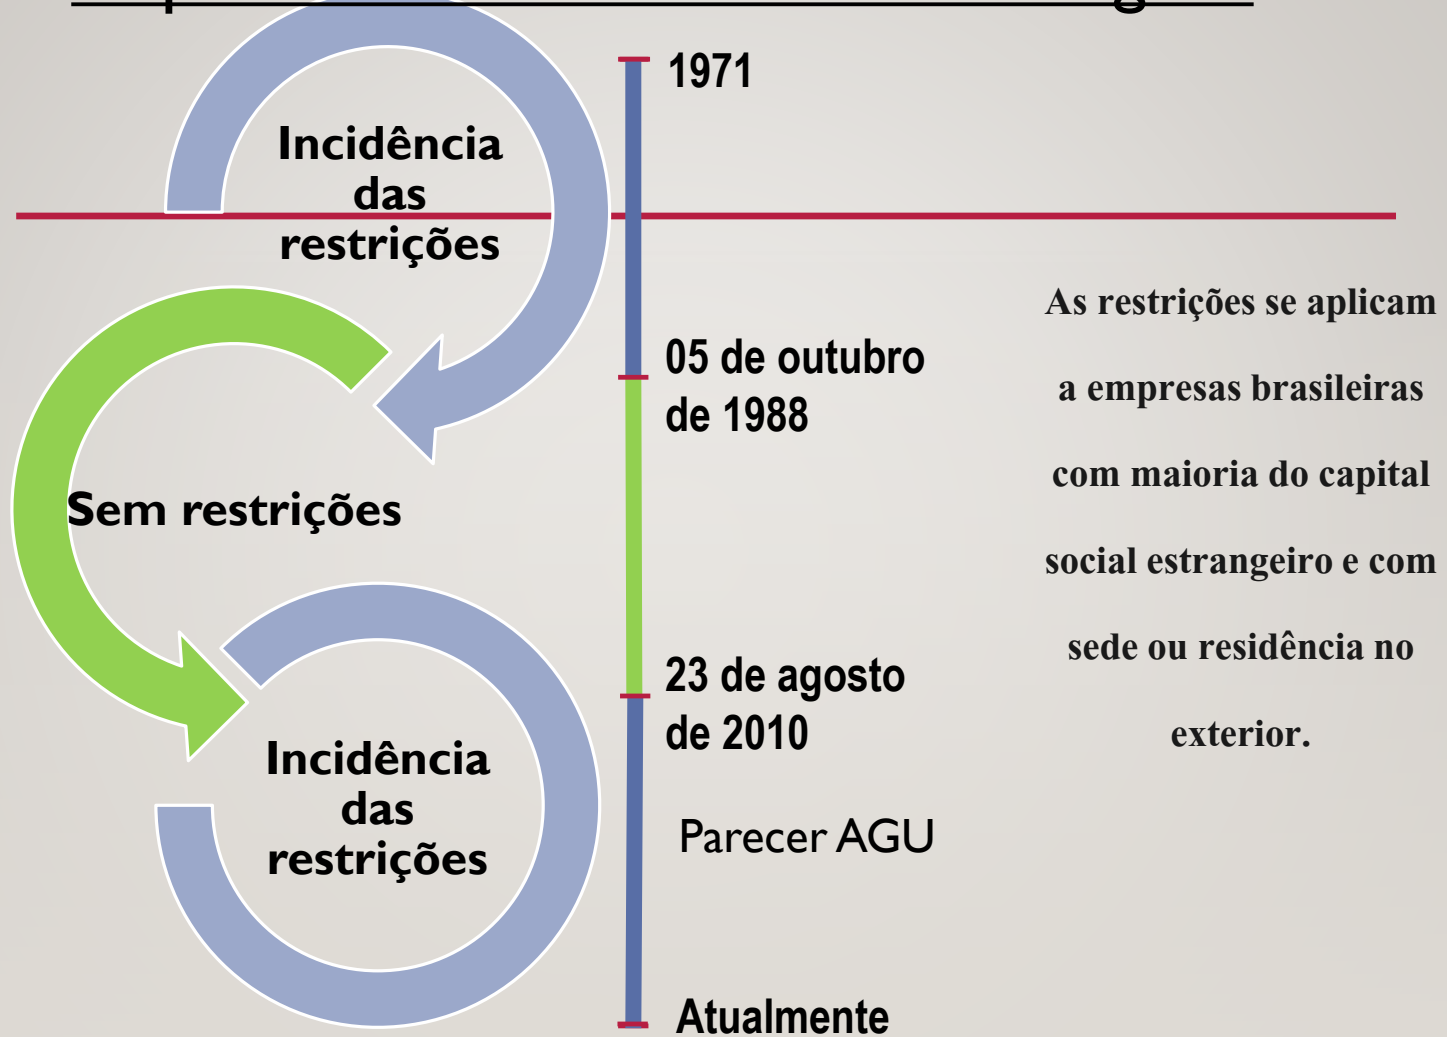 1971
Incidência
das
restrições
05 de outubro
de 1988
Sem restrições
23 de agosto
de 2010
Incidência
das
restrições
Parecer AGU
Atualmente
As restrições se aplicam
a empresas brasileiras
com maioria do capital
social estrangeiro e com
sede ou residência no
exterior.